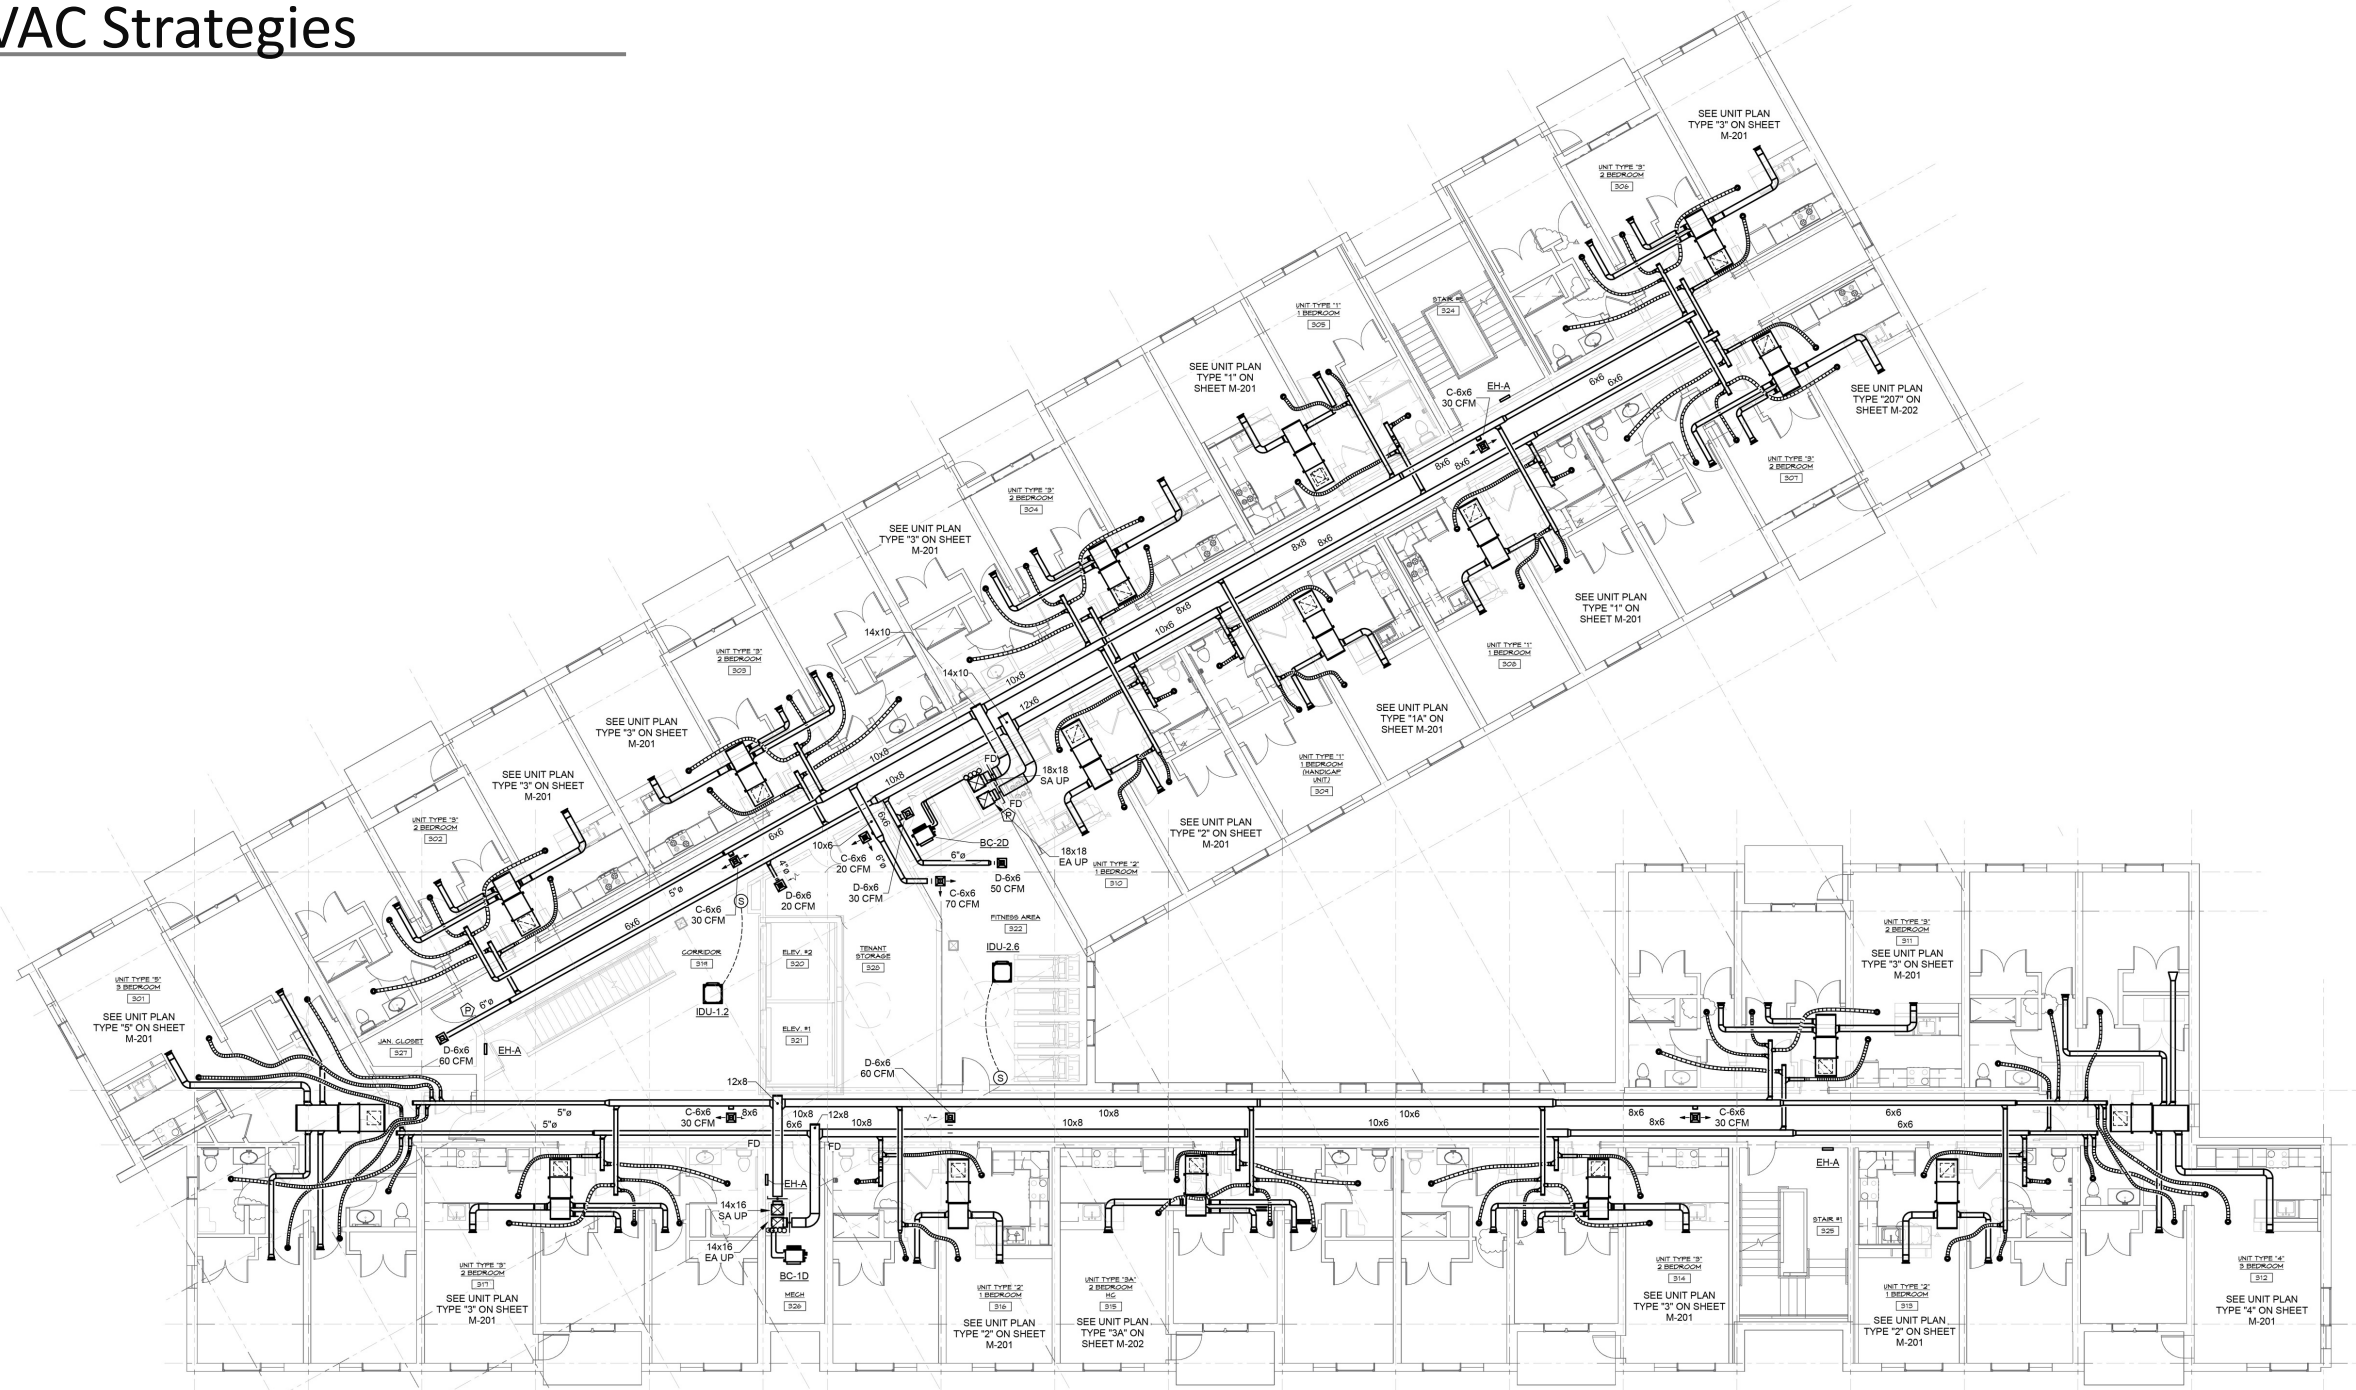 VAC Strategies
SEE UNIT PLAN
TYPE "3" ON SHEET
M-201
UNIT TYPE "3"
2 BEDROOM
306
UNIT TYPE "1"
1 BEDROOM
305
STAIR #2
324
SEE UNIT PLAN
TYPE "1" ON
SHEET M-201
C-6x6
30 CFM
EH-A
6x6
6x6
SEE UNIT PLAN
TYPE "207" ON
SHEET M-202
UNIT TYPE "3"
2 BEDROOM
307
8x6
8x6
UNIT TYPE "3"
2 BEDROOM
304
SEE UNIT PLAN
TYPE "3" ON SHEET
M-201
8x8
8x6
SEE UNIT PLAN
TYPE "1" ON
SHEET M-201
UNIT TYPE "1"
1 BEDROOM
308
8x8
10x6
14x10
14x10
10x8
12x6
UNIT TYPE "3"
2 BEDROOM
303
SEE UNIT PLAN
TYPE "3" ON SHEET
M-201
SEE UNIT PLAN
TYPE "1A" ON
SHEET M-201
UNIT TYPE "1"
1 BEDROOM
(HANDICAP
UNIT)
309
10x8
10x8
FD
18x18
SA UP
FD
P
SEE UNIT PLAN
TYPE "3" ON SHEET
M-201
UNIT TYPE "3"
2 BEDROOM
302
SEE UNIT PLAN
TYPE "2" ON SHEET
M-201
UNIT TYPE "2"
1 BEDROOM
310
18x18
EA UP
BC-2D
6x6
6x6
10x6
C-6x6
20 CFM
6"ø
6"ø
D-6x6
50 CFM
D-6x6
30 CFM
C-6x6
70 CFM
4"ø
D-6x6
20 CFM
5"ø
C-6x6
30 CFM
S
6x6
FITNESS AREA
322
IDU-2.6
CORRIDOR
319
ELEV. #2
320
TENANT
STORAGE
323
IDU-1.2
ELEV. #1
321
UNIT TYPE "5"
3 BEDROOM
301
SEE UNIT PLAN
TYPE "5" ON SHEET
M-201
P
6"ø
JAN. CLOSET
327
D-6x6
60 CFM
EH-A
D-6x6
60 CFM
S
UNIT TYPE "3"
2 BEDROOM
311
SEE UNIT PLAN
TYPE "3" ON SHEET
M-201
12x8
5"ø
5"ø
C-6x6
30 CFM
8x6
10x8
6x6
12x8
10x8
10x8
10x8
10x6
10x6
8x6
8x6
C-6x6
30 CFM
6x6
6x6
FD
FD
EH-A
EH-A
14x16
SA UP
14x16
EA UP
BC-1D
MECH
326
UNIT TYPE "3"
2 BEDROOM
317
SEE UNIT PLAN
TYPE "3" ON SHEET
M-201
UNIT TYPE "2"
1 BEDROOM
316
SEE UNIT PLAN
TYPE "2" ON SHEET
M-201
UNIT TYPE "3A"
2 BEDROOM
HC
315
SEE UNIT PLAN
TYPE "3A" ON
SHEET M-202
UNIT TYPE "3"
2 BEDROOM
314
SEE UNIT PLAN
TYPE "3" ON SHEET
M-201
STAIR #1
325
UNIT TYPE "2"
1 BEDROOM
313
SEE UNIT PLAN
TYPE "2" ON SHEET
M-201
UNIT TYPE "4"
3 BEDROOM
312
SEE UNIT PLAN
TYPE "4" ON SHEET
M-201